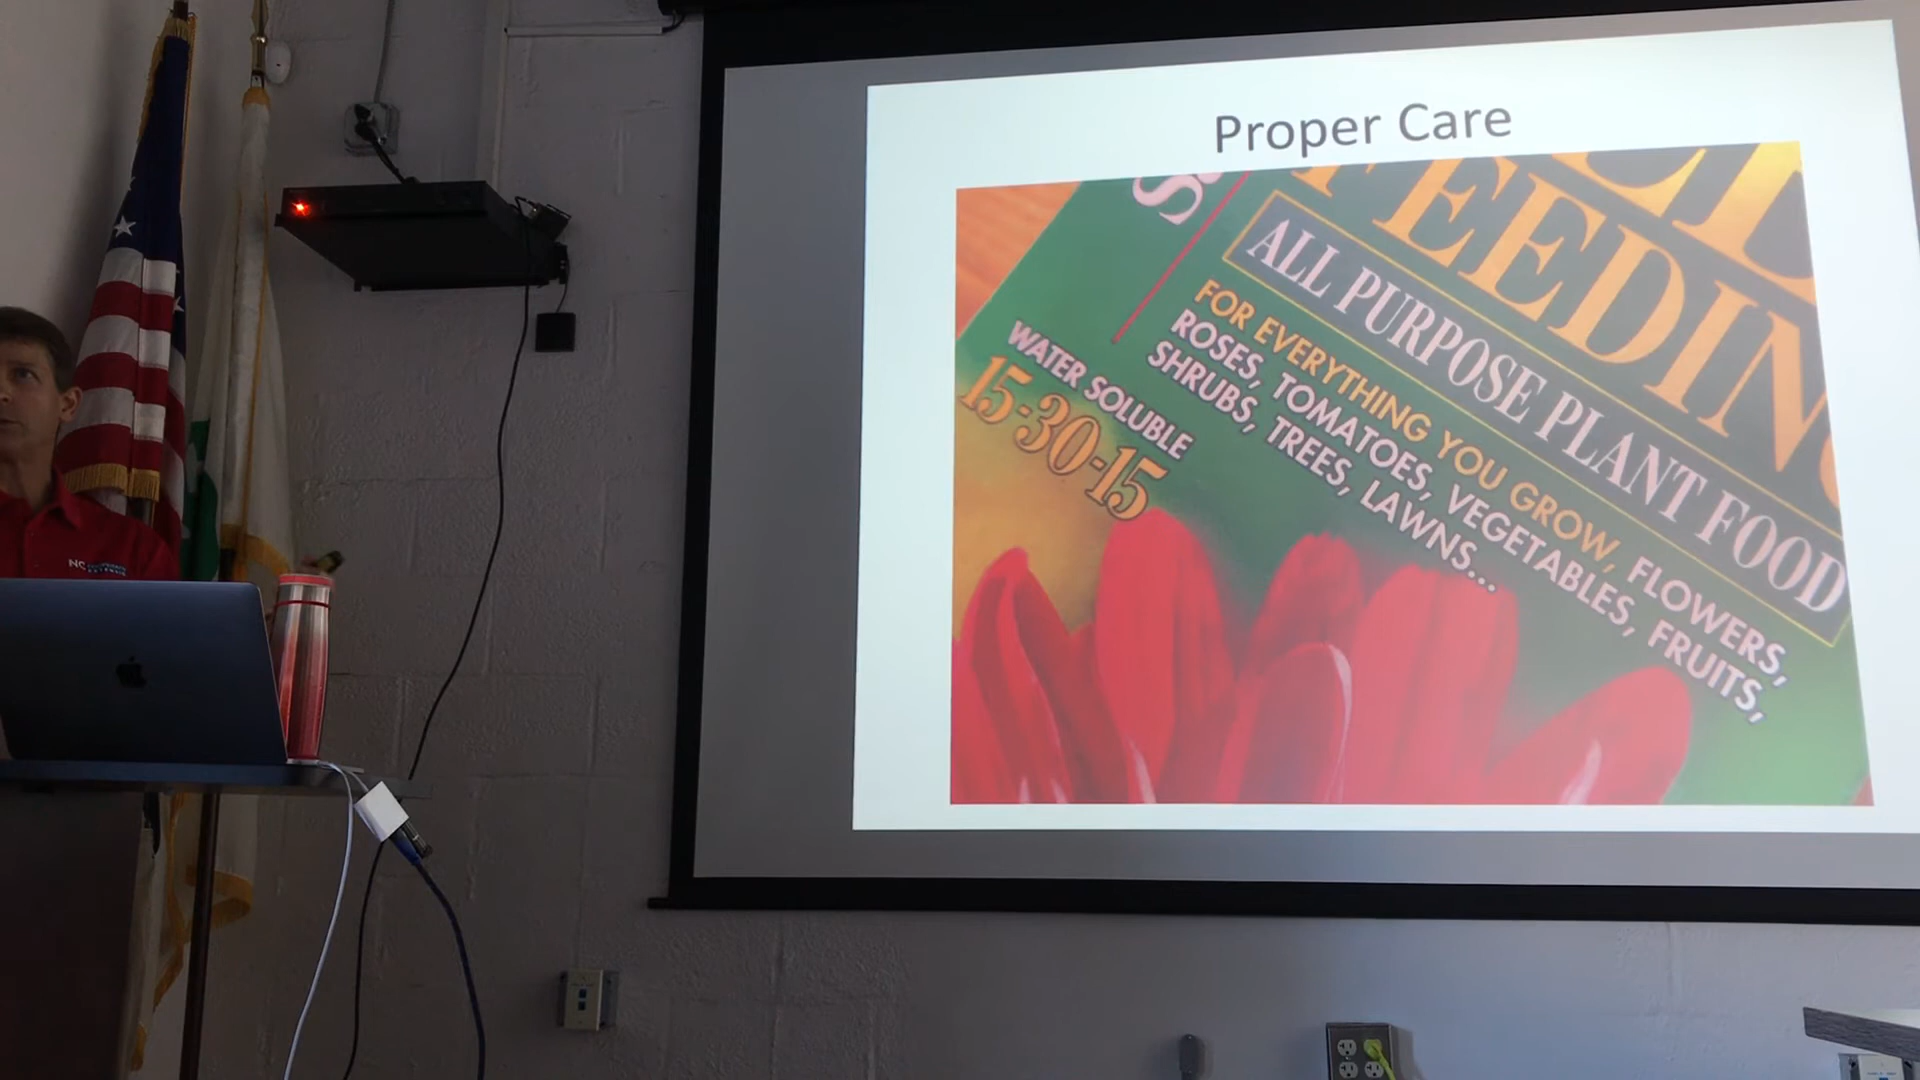 Proper Care
FEEDIN
ALL PURPOSE PLANT FOOD
FOR EVERYTHING YOU GROW, FLOWERS,
ROSES, TOMATOES, VEGETABLES, FRUITS,
SHRUBS, TREES, LAWNS...
WATER SOLUBLE
15-30-15
NC